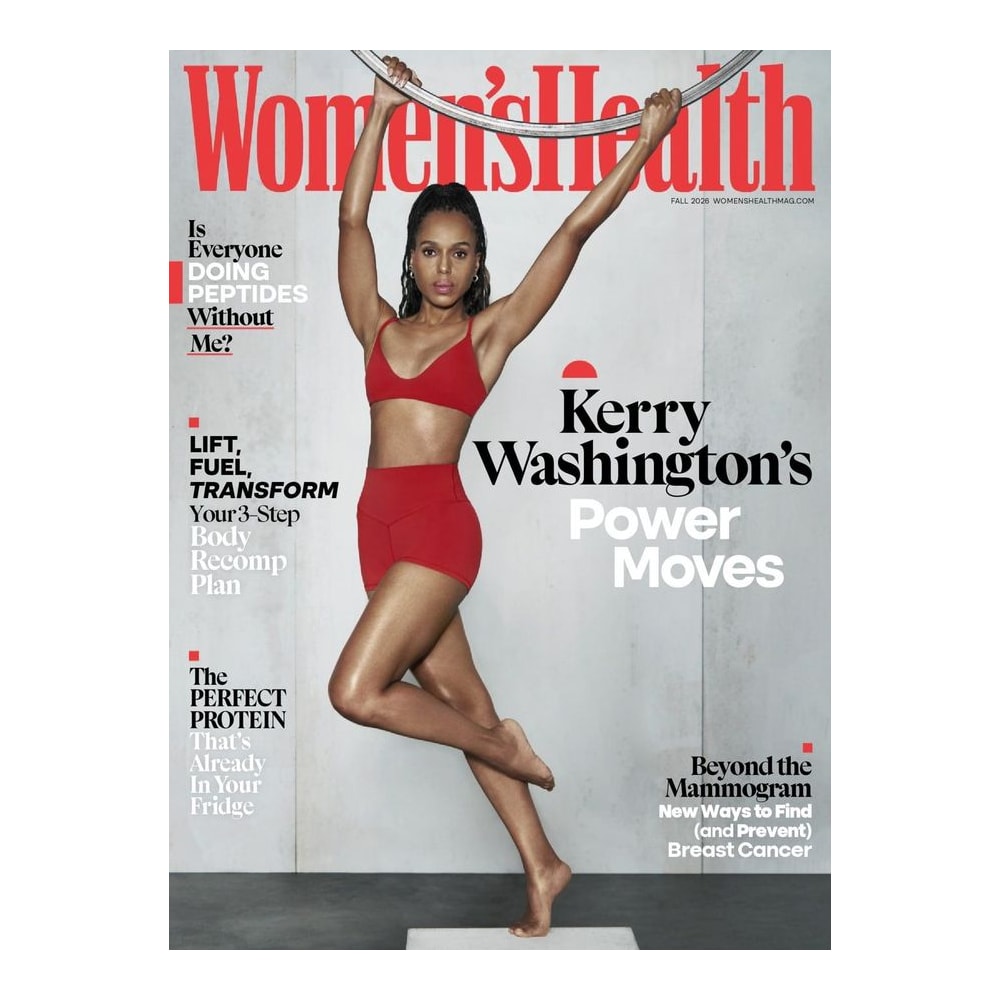 Women'sHealth
FALL 2026 WOMENSHEALTHMAG.COM
Is
Everyone
DOING
PEPTIDES
Without
Me?
LIFT,
FUEL,
TRANSFORM
Your 3-Step
Body
Recomp
Plan
The
PERFECT
PROTEIN
That's
Already
In Your
Fridge
Kerry
Washington's
Power
Moves
Beyond the
Mammogram
New Ways to Find
(and Prevent)
Breast Cancer